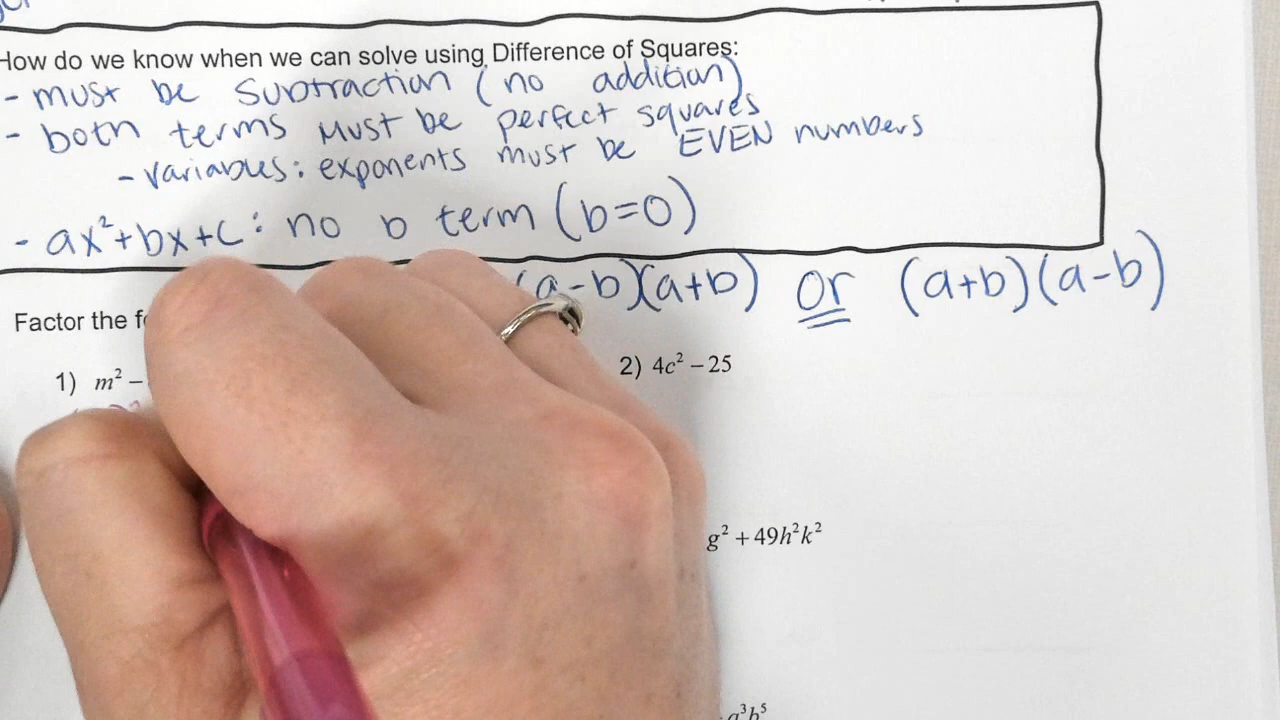 How do we know when we can solve using Difference of Squares:
- must be subtraction (no addition)
- both terms must be perfect squares
- variables: exponents must be EVEN numbers
- ax²+bx+c: no b term (b=0)
(a-b)(a+b) or (a+b)(a-b)
Factor the
1) m² –
2) 4c² – 25
g² + 49h²k²
a³b⁵